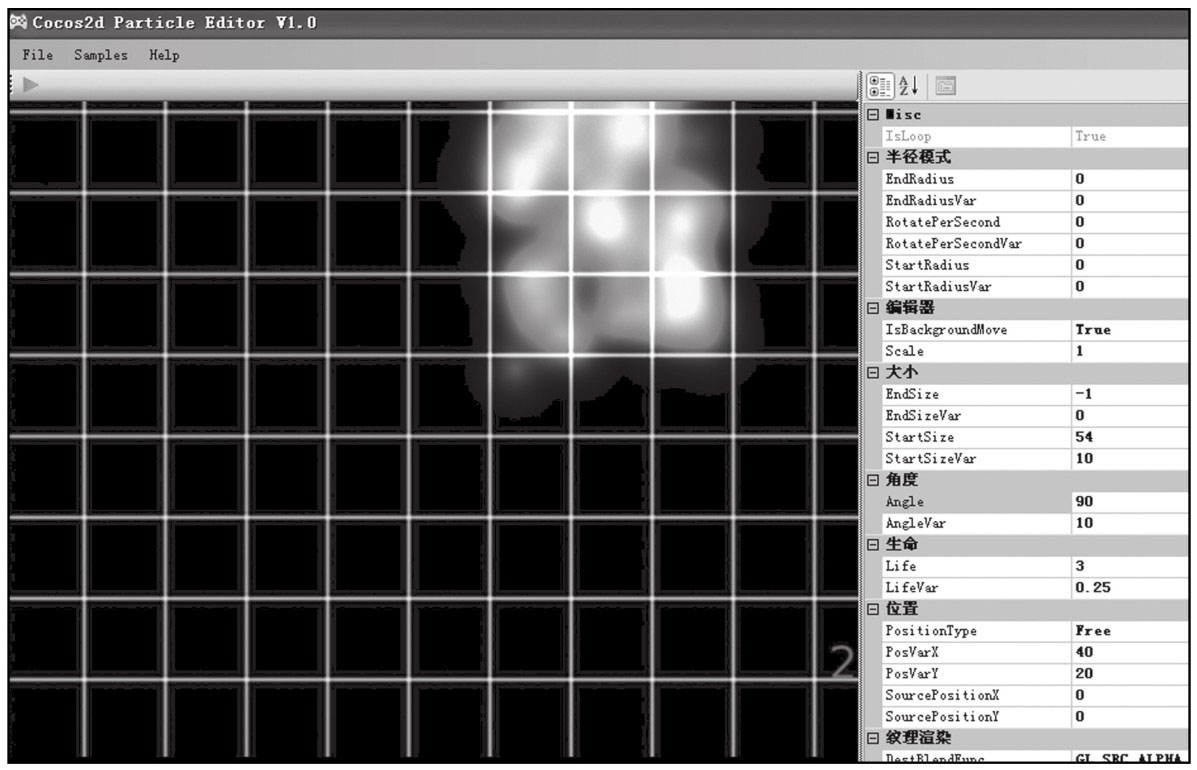 Cocos2d Particle Editor V1.0
File Samples Help
Misc
IsLoop True
半径模式
EndRadius 0
EndRadiusVar 0
RotatePerSecond 0
RotatePerSecondVar 0
StartRadius 0
StartRadiusVar 0
编辑器
IsBackgroundMove True
Scale 1
大小
EndSize -1
EndSizeVar 0
StartSize 54
StartSizeVar 10
角度
Angle 90
AngleVar 10
生命
Life 3
LifeVar 0.25
位置
PositionType Free
PosVarX 40
2
PosVarY 20
SourcePositionX 0
SourcePositionY 0
纹理渲染
DestBlendFunc GL_SRC_ALPHA